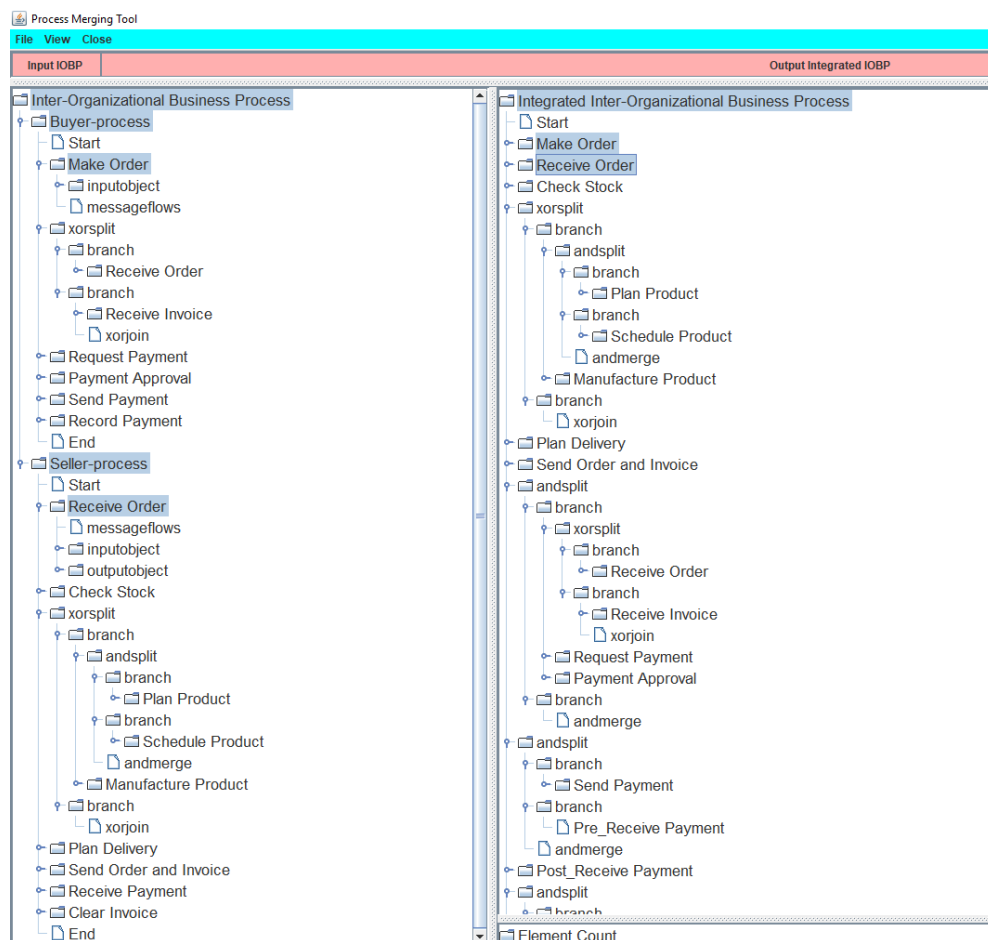 Process Merging Tool
File View Close
Input IOBP
Output Integrated IOBP
Inter-Organizational Business Process
Buyer-process
Start
Make Order
inputobject
messageflows
xorsplit
branch
Receive Order
branch
Receive Invoice
xorjoin
Request Payment
Payment Approval
Send Payment
Record Payment
End
Seller-process
Start
Receive Order
messageflows
inputobject
outputobject
Check Stock
xorsplit
branch
andsplit
branch
Plan Product
branch
Schedule Product
andmerge
Manufacture Product
branch
xorjoin
Plan Delivery
Send Order and Invoice
Receive Payment
Clear Invoice
End
Integrated Inter-Organizational Business Process
Start
Make Order
Receive Order
Check Stock
xorsplit
branch
andsplit
branch
Plan Product
branch
Schedule Product
andmerge
Manufacture Product
branch
xorjoin
Plan Delivery
Send Order and Invoice
andsplit
branch
xorsplit
branch
Receive Order
branch
Receive Invoice
xorjoin
Request Payment
Payment Approval
branch
andmerge
andsplit
branch
Send Payment
branch
Pre_Receive Payment
andmerge
Post_Receive Payment
andsplit
branch
Element Count